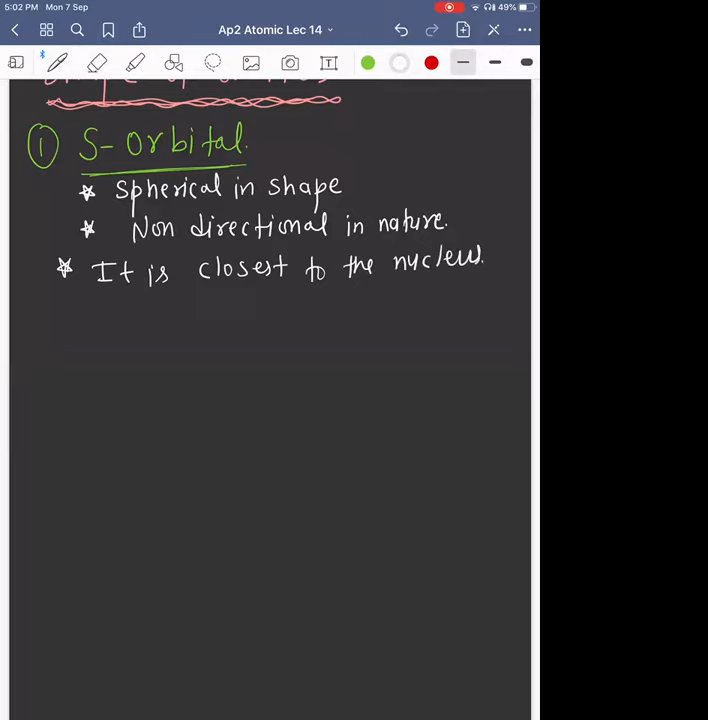 5:02 PM Mon 7 Sep
49%
Ap2 Atomic Lec 14
T
① S- Orbital.
☆ Spherical in shape
☆ Non directional in nature.
☆ It is closest to the nucleus.